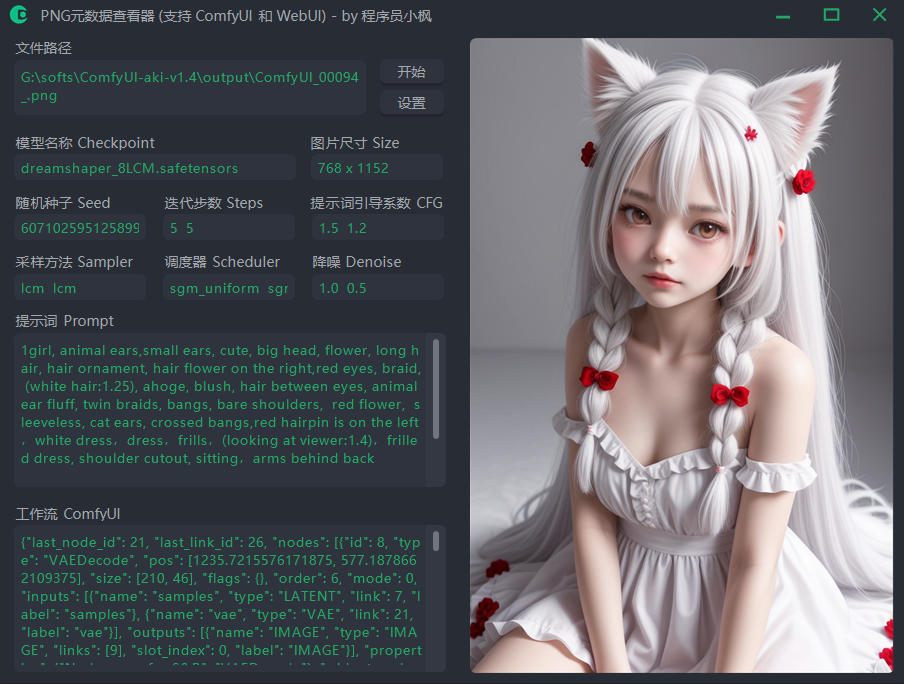 PNG元数据查看器 (支持 ComfyUI 和 WebUI) - by 程序员小枫
文件路径
G:\softs\ComfyUI-aki-v1.4\output\ComfyUI_00094
_.png
开始
设置
模型名称 Checkpoint
图片尺寸 Size
dreamshaper_8LCM.safetensors
768 x 1152
随机种子 Seed
迭代步数 Steps
提示词引导系数 CFG
607102595125899
5 5
1.5 1.2
采样方法 Sampler
调度器 Scheduler
降噪 Denoise
lcm lcm
sgm_uniform sgr
1.0 0.5
提示词 Prompt
1girl, animal ears,small ears, cute, big head, flower, long h
air, hair ornament, hair flower on the right,red eyes, braid,
(white hair:1.25), ahoge, blush, hair between eyes, animal
ear fluff, twin braids, bangs, bare shoulders, red flower, s
leeveless, cat ears, crossed bangs,red hairpin is on the left
，white dress，dress，frills，(looking at viewer:1.4)，frille
d dress, shoulder cutout, sitting，arms behind back
工作流 ComfyUI
{"last_node_id": 21, "last_link_id": 26, "nodes": [{"id": 8, "typ
e": "VAEDecode", "pos": [1235.7215576171875, 577.187866
2109375], "size": [210, 46], "flags": {}, "order": 6, "mode": 0,
"inputs": [{"name": "samples", "type": "LATENT", "link": 7, "l
abel": "samples"}, {"name": "vae", "type": "VAE", "link": 21,
"label": "vae"}], "outputs": [{"name": "IMAGE", "type": "IMA
GE", "links": [9], "slot_index": 0, "label": "IMAGE"}], "propert